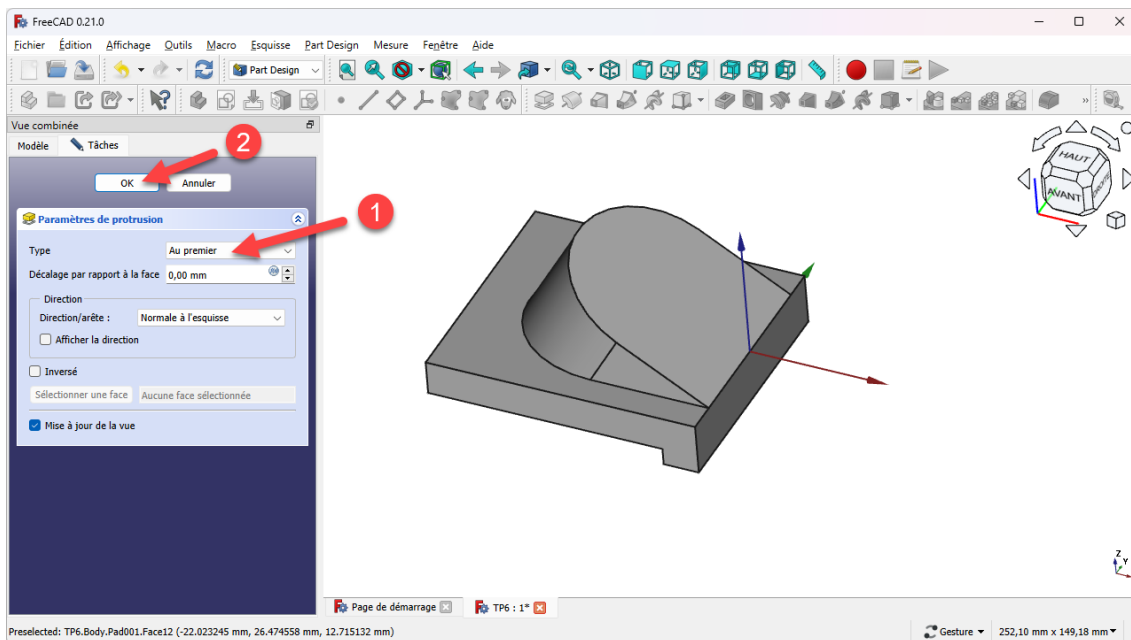 FreeCAD 0.21.0
Fichier Édition Affichage Outils Macro Esquisse Part Design Mesure Fenêtre Aide
Part Design
»
Vue combinée
Modèle Tâches
2
OK Annuler
1
Paramètres de protrusion
Type Au premier
Décalage par rapport à la face 0,00 mm
Direction
Direction/arête : Normale à l'esquisse
Afficher la direction
Inversé
Sélectionner une face Aucune face sélectionnée
Mise à jour de la vue
HAUT
AVANT
DROITE
Z
Y
Page de démarrage TP6 : 1*
Preselected: TP6.Body.Pad001.Face12 (-22.023245 mm, 26.474558 mm, 12.715132 mm) Gesture 252,10 mm x 149,18 mm